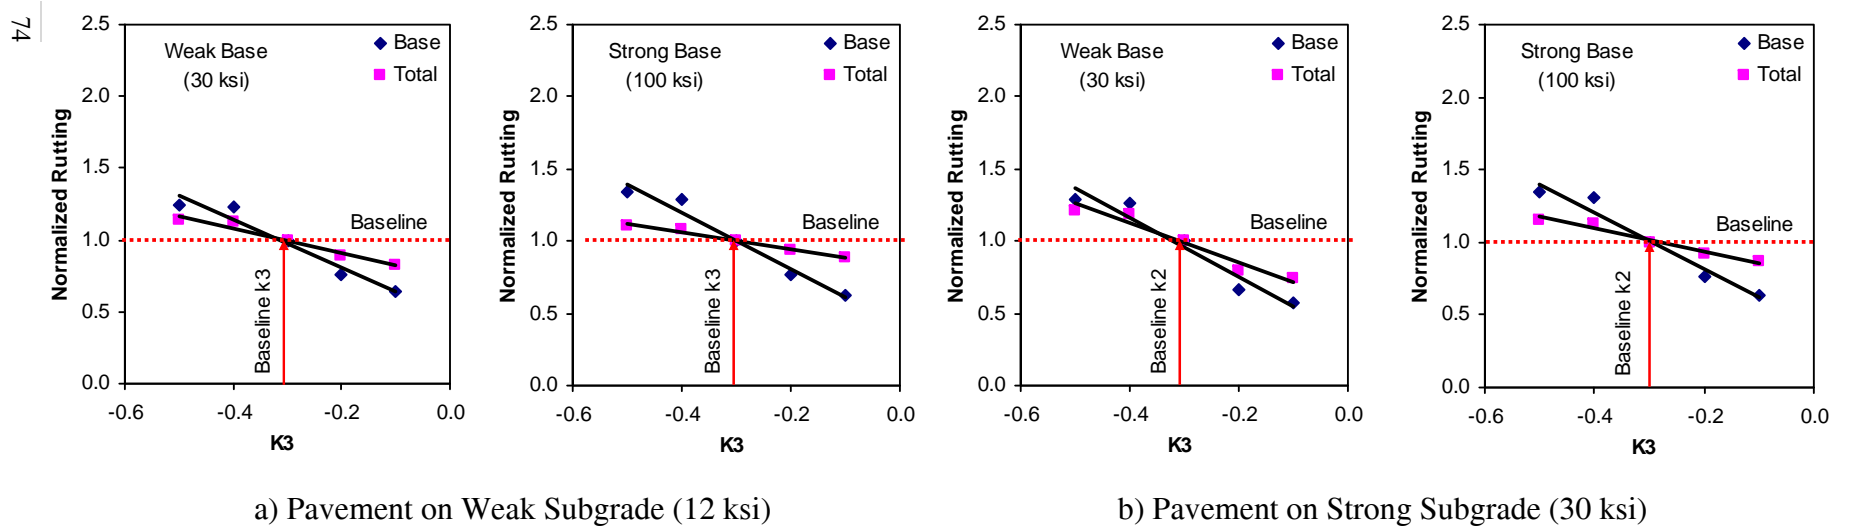 74
2.5
2.0
1.5
1.0
0.5
0.0
Normalized Rutting
Weak Base
(30 ksi)
Base
Total
Baseline
Baseline k3
-0.6
-0.4
-0.2
0.0
K3
2.5
2.0
1.5
1.0
0.5
0.0
Normalized Rutting
Strong Base
(100 ksi)
Base
Total
Baseline
Baseline k3
-0.6
-0.4
-0.2
0.0
K3
a) Pavement on Weak Subgrade (12 ksi)
2.5
2.0
1.5
1.0
0.5
0.0
Normalized Rutting
Weak Base
(30 ksi)
Base
Total
Baseline
Baseline k2
-0.6
-0.4
-0.2
0.0
K3
2.5
2.0
1.5
1.0
0.5
0.0
Normalized Rutting
Strong Base
(100 ksi)
Base
Total
Baseline
Baseline k2
-0.6
-0.4
-0.2
0.0
K3
b) Pavement on Strong Subgrade (30 ksi)